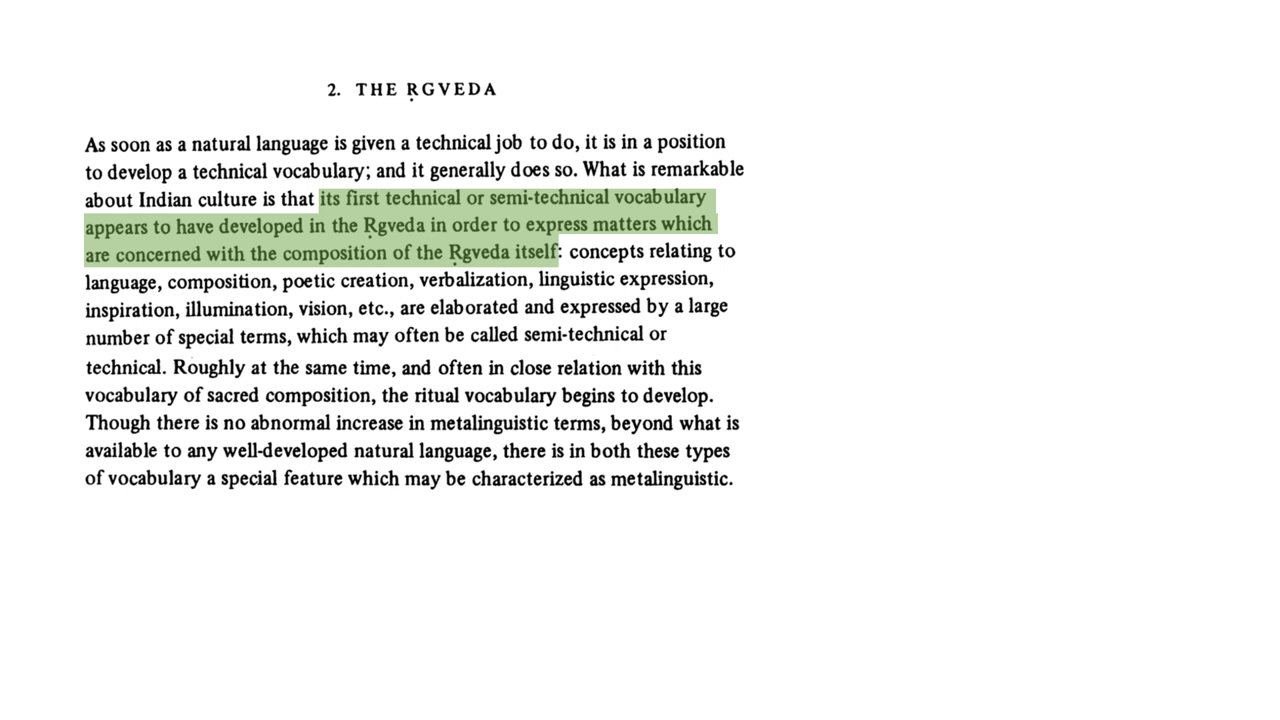 2. THE ṚGVEDA
As soon as a natural language is given a technical job to do, it is in a position
to develop a technical vocabulary; and it generally does so. What is remarkable
about Indian culture is that its first technical or semi-technical vocabulary
appears to have developed in the Ṛgveda in order to express matters which
are concerned with the composition of the Ṛgveda itself: concepts relating to
language, composition, poetic creation, verbalization, linguistic expression,
inspiration, illumination, vision, etc., are elaborated and expressed by a large
number of special terms, which may often be called semi-technical or
technical. Roughly at the same time, and often in close relation with this
vocabulary of sacred composition, the ritual vocabulary begins to develop.
Though there is no abnormal increase in metalinguistic terms, beyond what is
available to any well-developed natural language, there is in both these types
of vocabulary a special feature which may be characterized as metalinguistic.